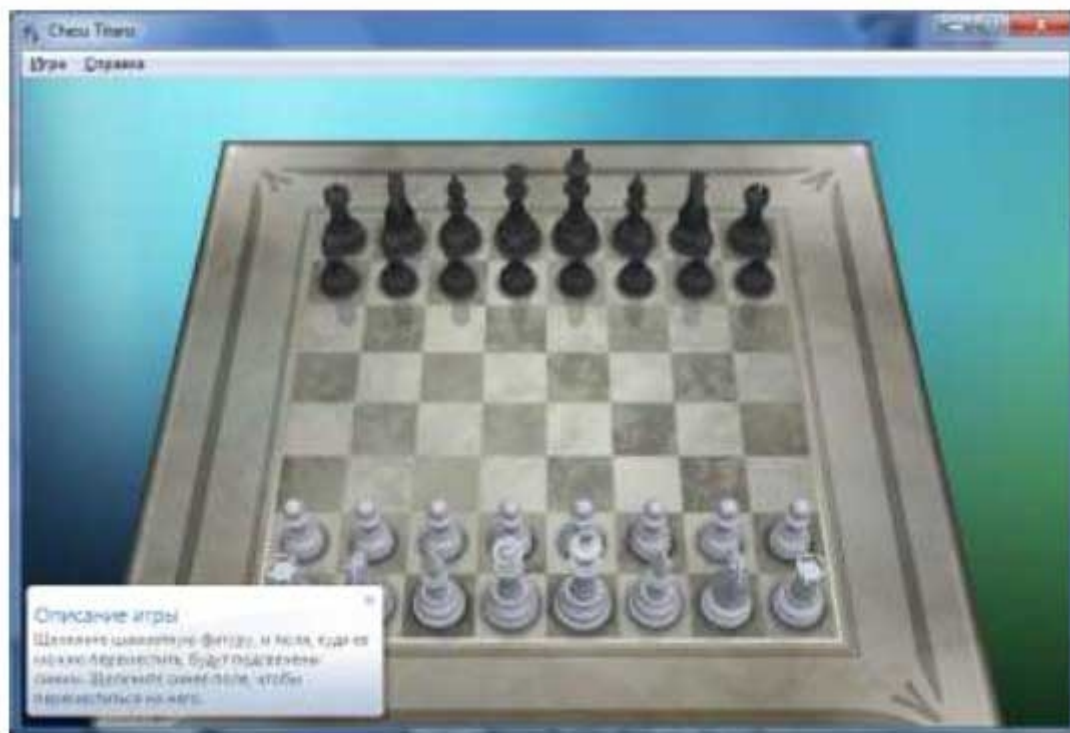 Chess Titans
Игра Справка
Описание игры
Щелкните шахматную фигуру, и поля, куда ее
можно переместить, будут подсвечены
синим. Щелкните синее поле, чтобы
переместиться на него.